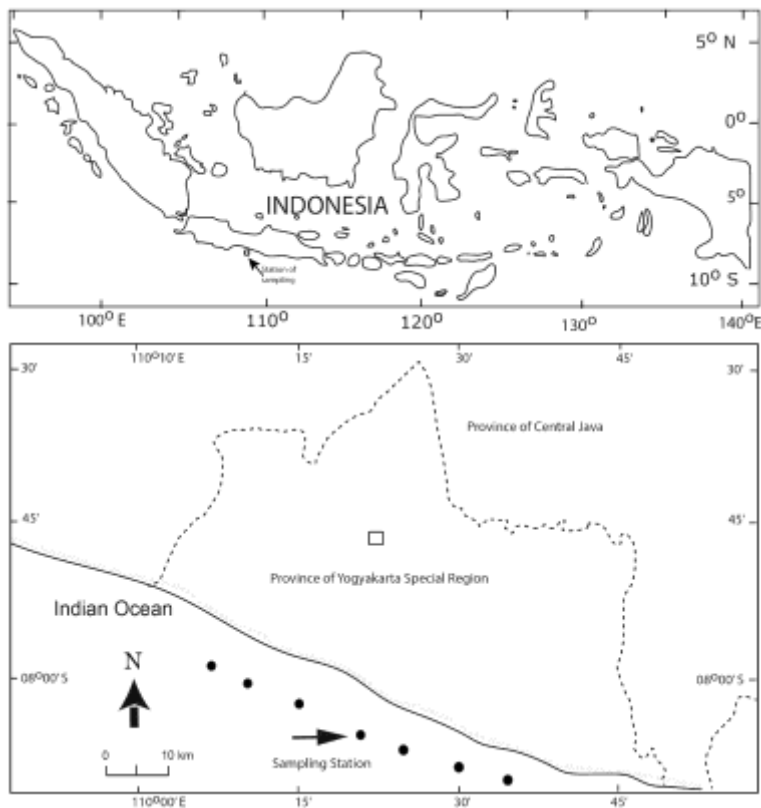 5° N
0°
INDONESIA
5°
Station of
sampling
10° S
100° E
110°
120°
130°
140°
110°10' E
15'
30
45
30'
30'
Province of Central Java
45'
45'
Province of Yogyakarta Special Region
Indian Ocean
N
08°00'S
08°00'S
Sampling Station
0
10 km
110°00' E
15'
30'
45'